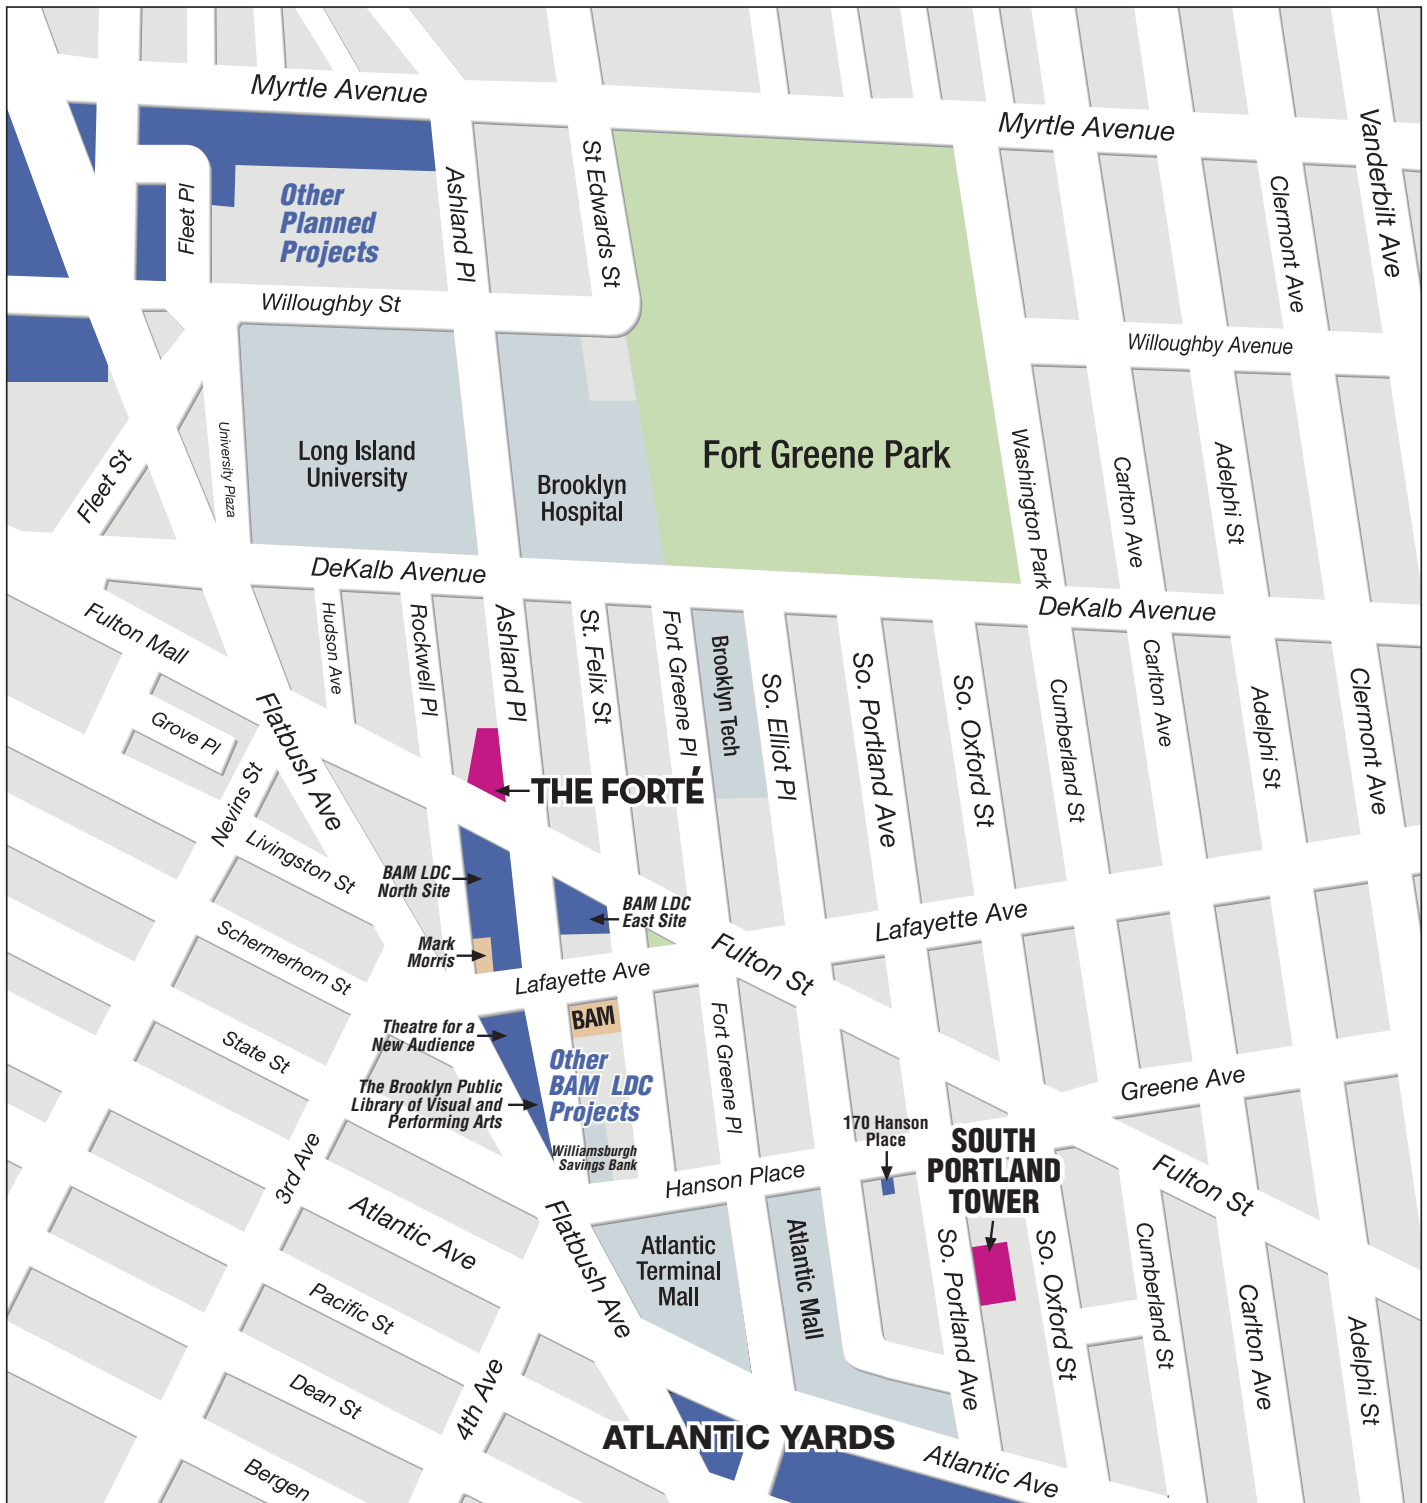 Myrtle Avenue
Myrtle Avenue
Vanderbilt Ave
St Edwards St
Ashland Pl
Fleet Pl
Other
Planned
Projects
Clermont Ave
Willoughby St
Willoughby Avenue
Long Island
University
University Plaza
Brooklyn
Hospital
Fort Greene Park
Washington Park
Carlton Ave
Adelphi St
Fleet St
DeKalb Avenue
DeKalb Avenue
Fulton Mall
Hudson Ave
Rockwell Pl
Ashland Pl
St. Felix St
Fort Greene Pl
Brooklyn Tech
So. Elliot Pl
So. Portland Ave
So. Oxford St
Cumberland St
Carlton Ave
Adelphi St
Clermont Ave
Grove Pl
Flatbush Ave
Nevins St
THE FORTÉ
Livingston St
BAM LDC
North Site
BAM LDC
East Site
Mark
Morris
Schermerhorn St
Lafayette Ave
Lafayette Ave
Fulton St
State St
Theatre for a
New Audience
BAM
Other
BAM LDC
Projects
Fort Greene Pl
The Brooklyn Public
Library of Visual and
Performing Arts
Greene Ave
170 Hanson
Place
SOUTH
PORTLAND
TOWER
Williamsburgh
Savings Bank
Hanson Place
Fulton St
3rd Ave
Atlantic Ave
Flatbush Ave
Atlantic
Terminal
Mall
Atlantic Mall
So. Portland Ave
So. Oxford St
Cumberland St
Carlton Ave
Adelphi St
Pacific St
Dean St
4th Ave
ATLANTIC YARDS
Atlantic Ave
Bergen